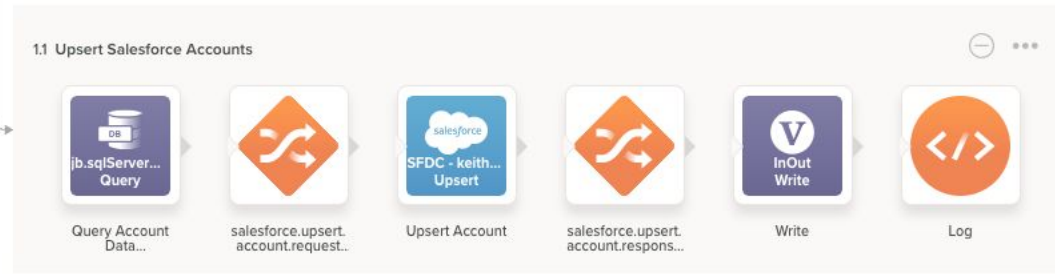 1.1 Upsert Salesforce Accounts
DB
jb.sqlServer...
Query
salesforce
SFDC - keith...
Upsert
V
InOut
Write
</>
Query Account
Data...
salesforce.upsert.
account.request...
Upsert Account
salesforce.upsert.
account.respons...
Write
Log